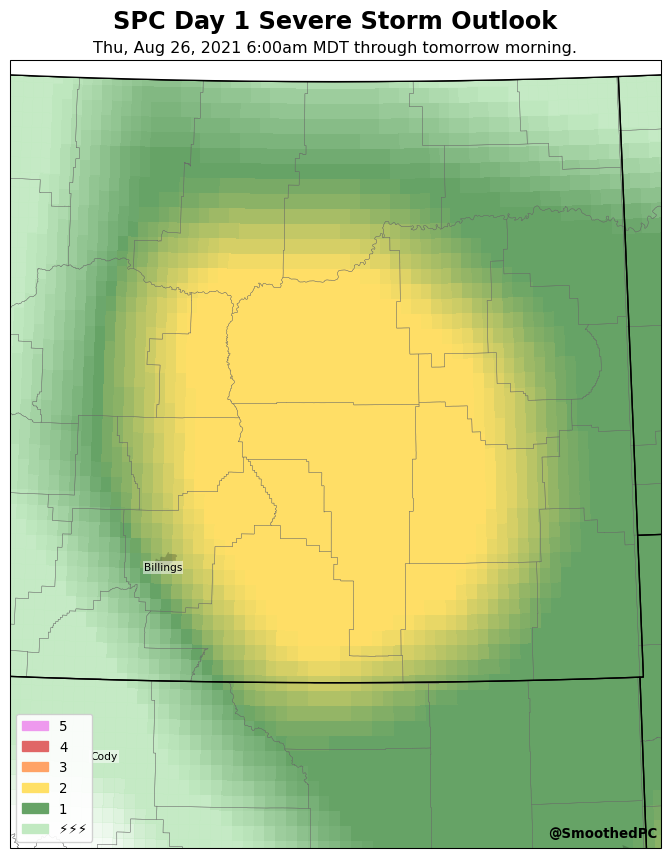 SPC Day 1 Severe Storm Outlook
Thu, Aug 26, 2021 6:00am MDT through tomorrow morning.
Billings
Cody
5
4
3
2
1
⚡⚡⚡
@SmoothedPC